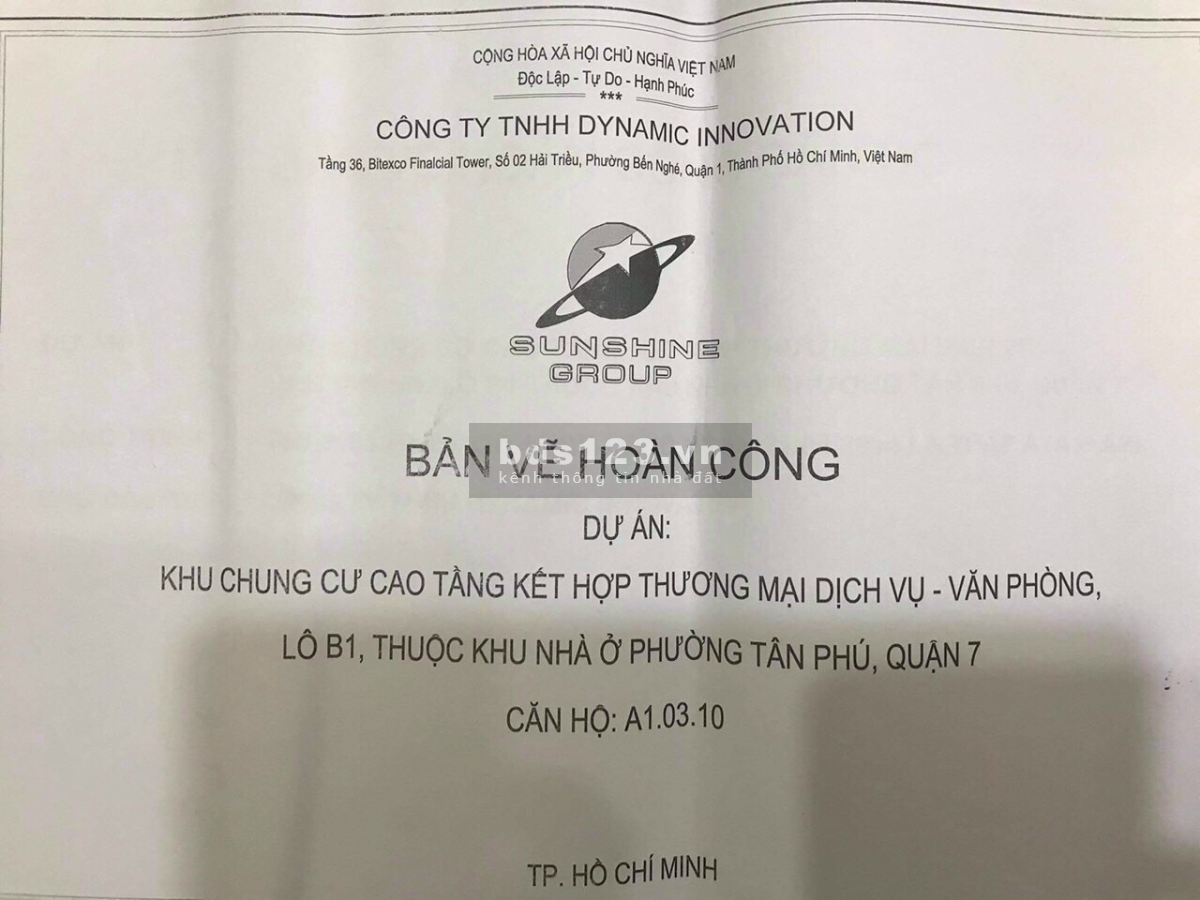 CỘNG HÒA XÃ HỘI CHỦ NGHĨA VIỆT NAM
Độc Lập - Tự Do - Hạnh Phúc
***
CÔNG TY TNHH DYNAMIC INNOVATION
Tầng 36, Bitexco Finalcial Tower, Số 02 Hải Triều, Phường Bến Nghé, Quận 1, Thành Phố Hồ Chí Minh, Việt Nam
SUNSHINE
GROUP
BẢN VẼ HOÀN CÔNG
bds123.vn
kênh thông tin nhà đất
DỰ ÁN:
KHU CHUNG CƯ CAO TẦNG KẾT HỢP THƯƠNG MẠI DỊCH VỤ - VĂN PHÒNG,
LÔ B1, THUỘC KHU NHÀ Ở PHƯỜNG TÂN PHÚ, QUẬN 7
CĂN HỘ: A1.03.10
TP. HỒ CHÍ MINH